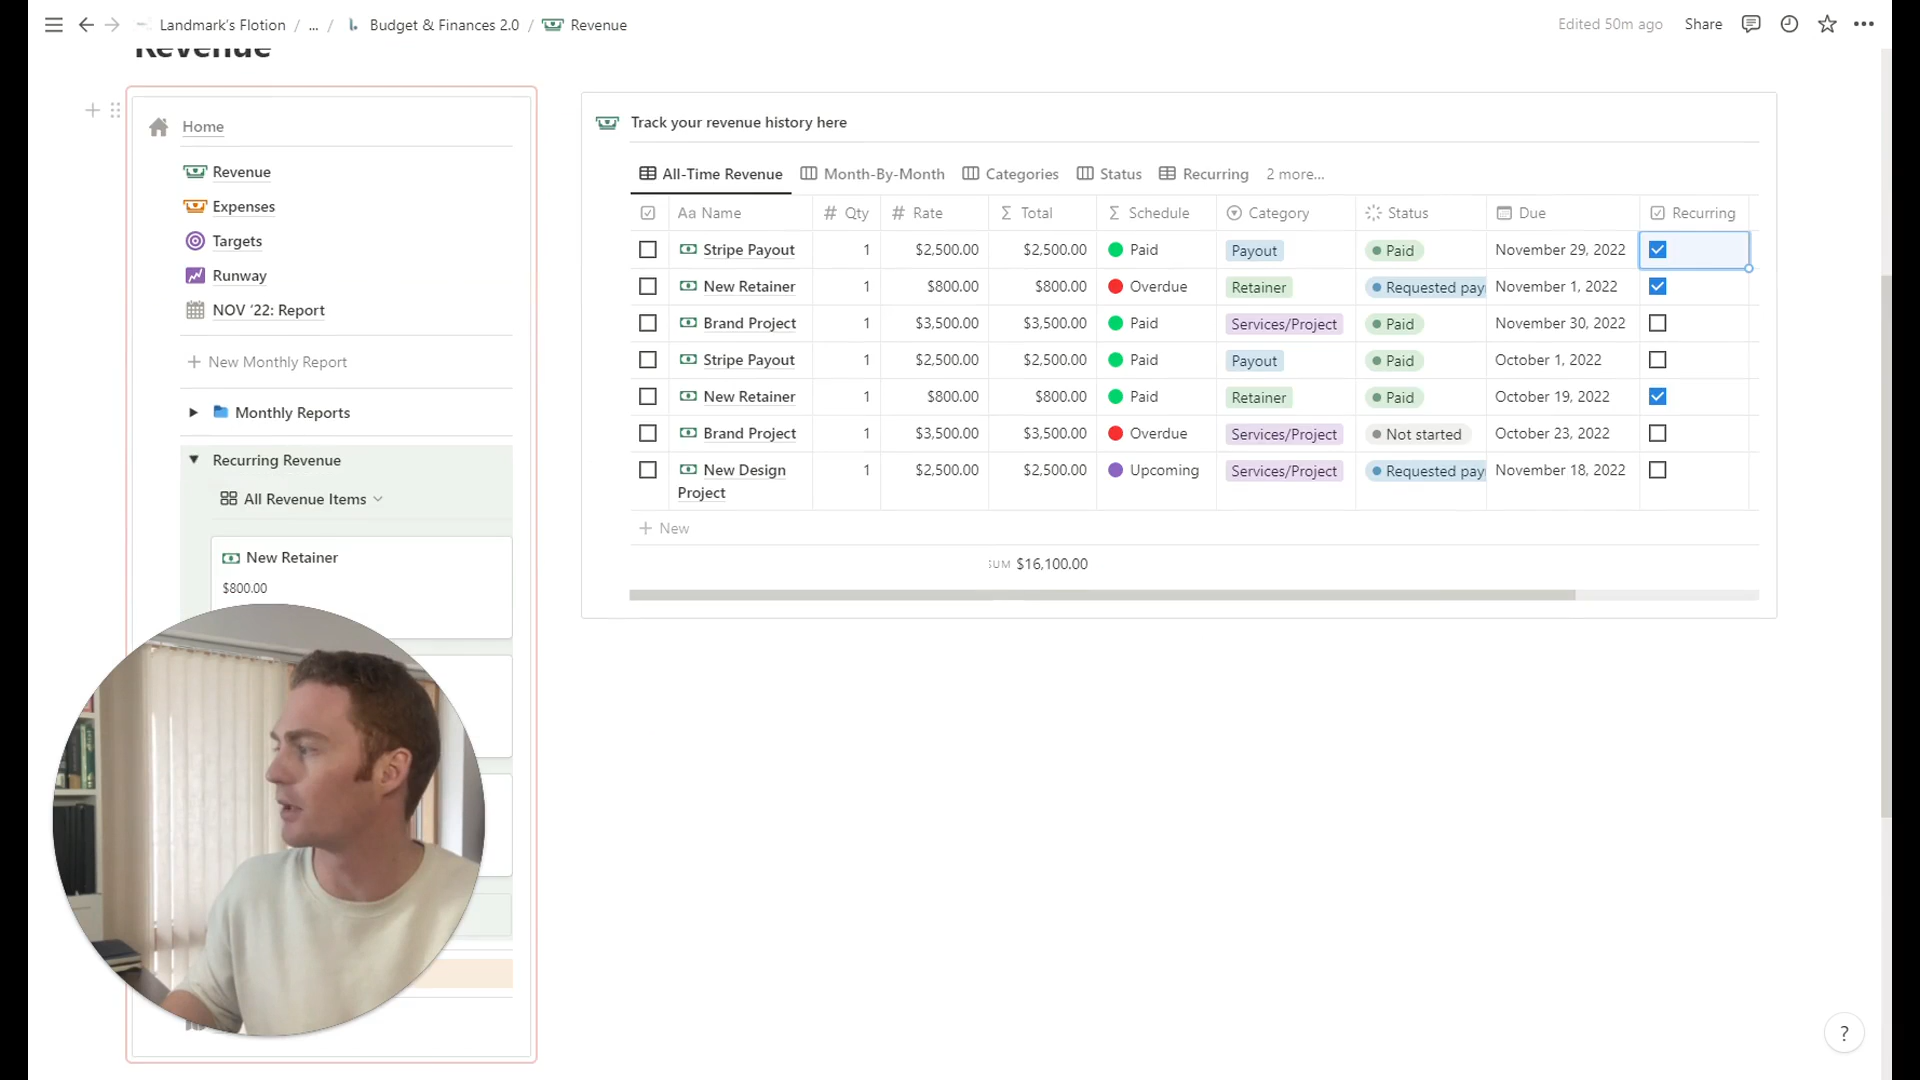 Landmark's Flotion / ... / Budget & Finances 2.0 / Revenue
Edited 50m ago Share
Revenue
Home
Revenue
Expenses
Targets
Runway
NOV '22: Report
New Monthly Report
Monthly Reports
Recurring Revenue
All Revenue Items
New Retainer
$800.00
Track your revenue history here
All-Time Revenue Month-By-Month Categories Status Recurring 2 more...
Aa Name # Qty # Rate Σ Total Σ Schedule Category Status Due Recurring
Stripe Payout 1 $2,500.00 $2,500.00 Paid Payout Paid November 29, 2022
New Retainer 1 $800.00 $800.00 Overdue Retainer Requested pay November 1, 2022
Brand Project 1 $3,500.00 $3,500.00 Paid Services/Project Paid November 30, 2022
Stripe Payout 1 $2,500.00 $2,500.00 Paid Payout Paid October 1, 2022
New Retainer 1 $800.00 $800.00 Paid Retainer Paid October 19, 2022
Brand Project 1 $3,500.00 $3,500.00 Overdue Services/Project Not started October 23, 2022
New Design 1 $2,500.00 $2,500.00 Upcoming Services/Project Requested pay November 18, 2022
Project
+ New
SUM $16,100.00
?